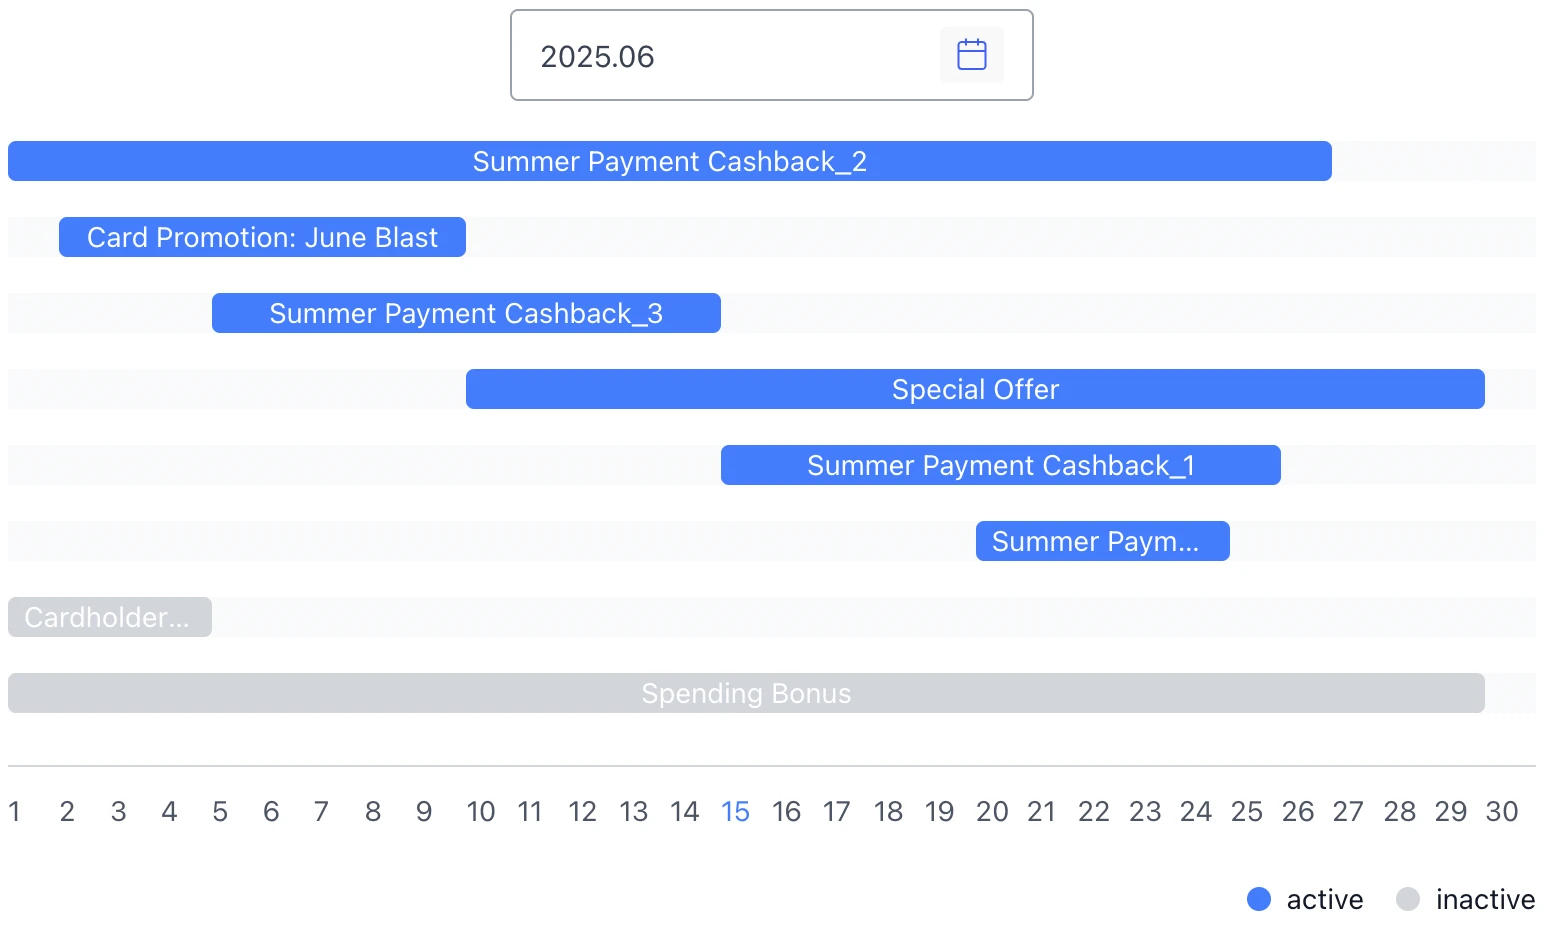 2025.06
Summer Payment Cashback_2
Card Promotion: June Blast
Summer Payment Cashback_3
Special Offer
Summer Payment Cashback_1
Summer Paym...
Cardholder...
Spending Bonus
1 2 3 4 5 6 7 8 9 10 11 12 13 14 15 16 17 18 19 20 21 22 23 24 25 26 27 28 29 30
active inactive